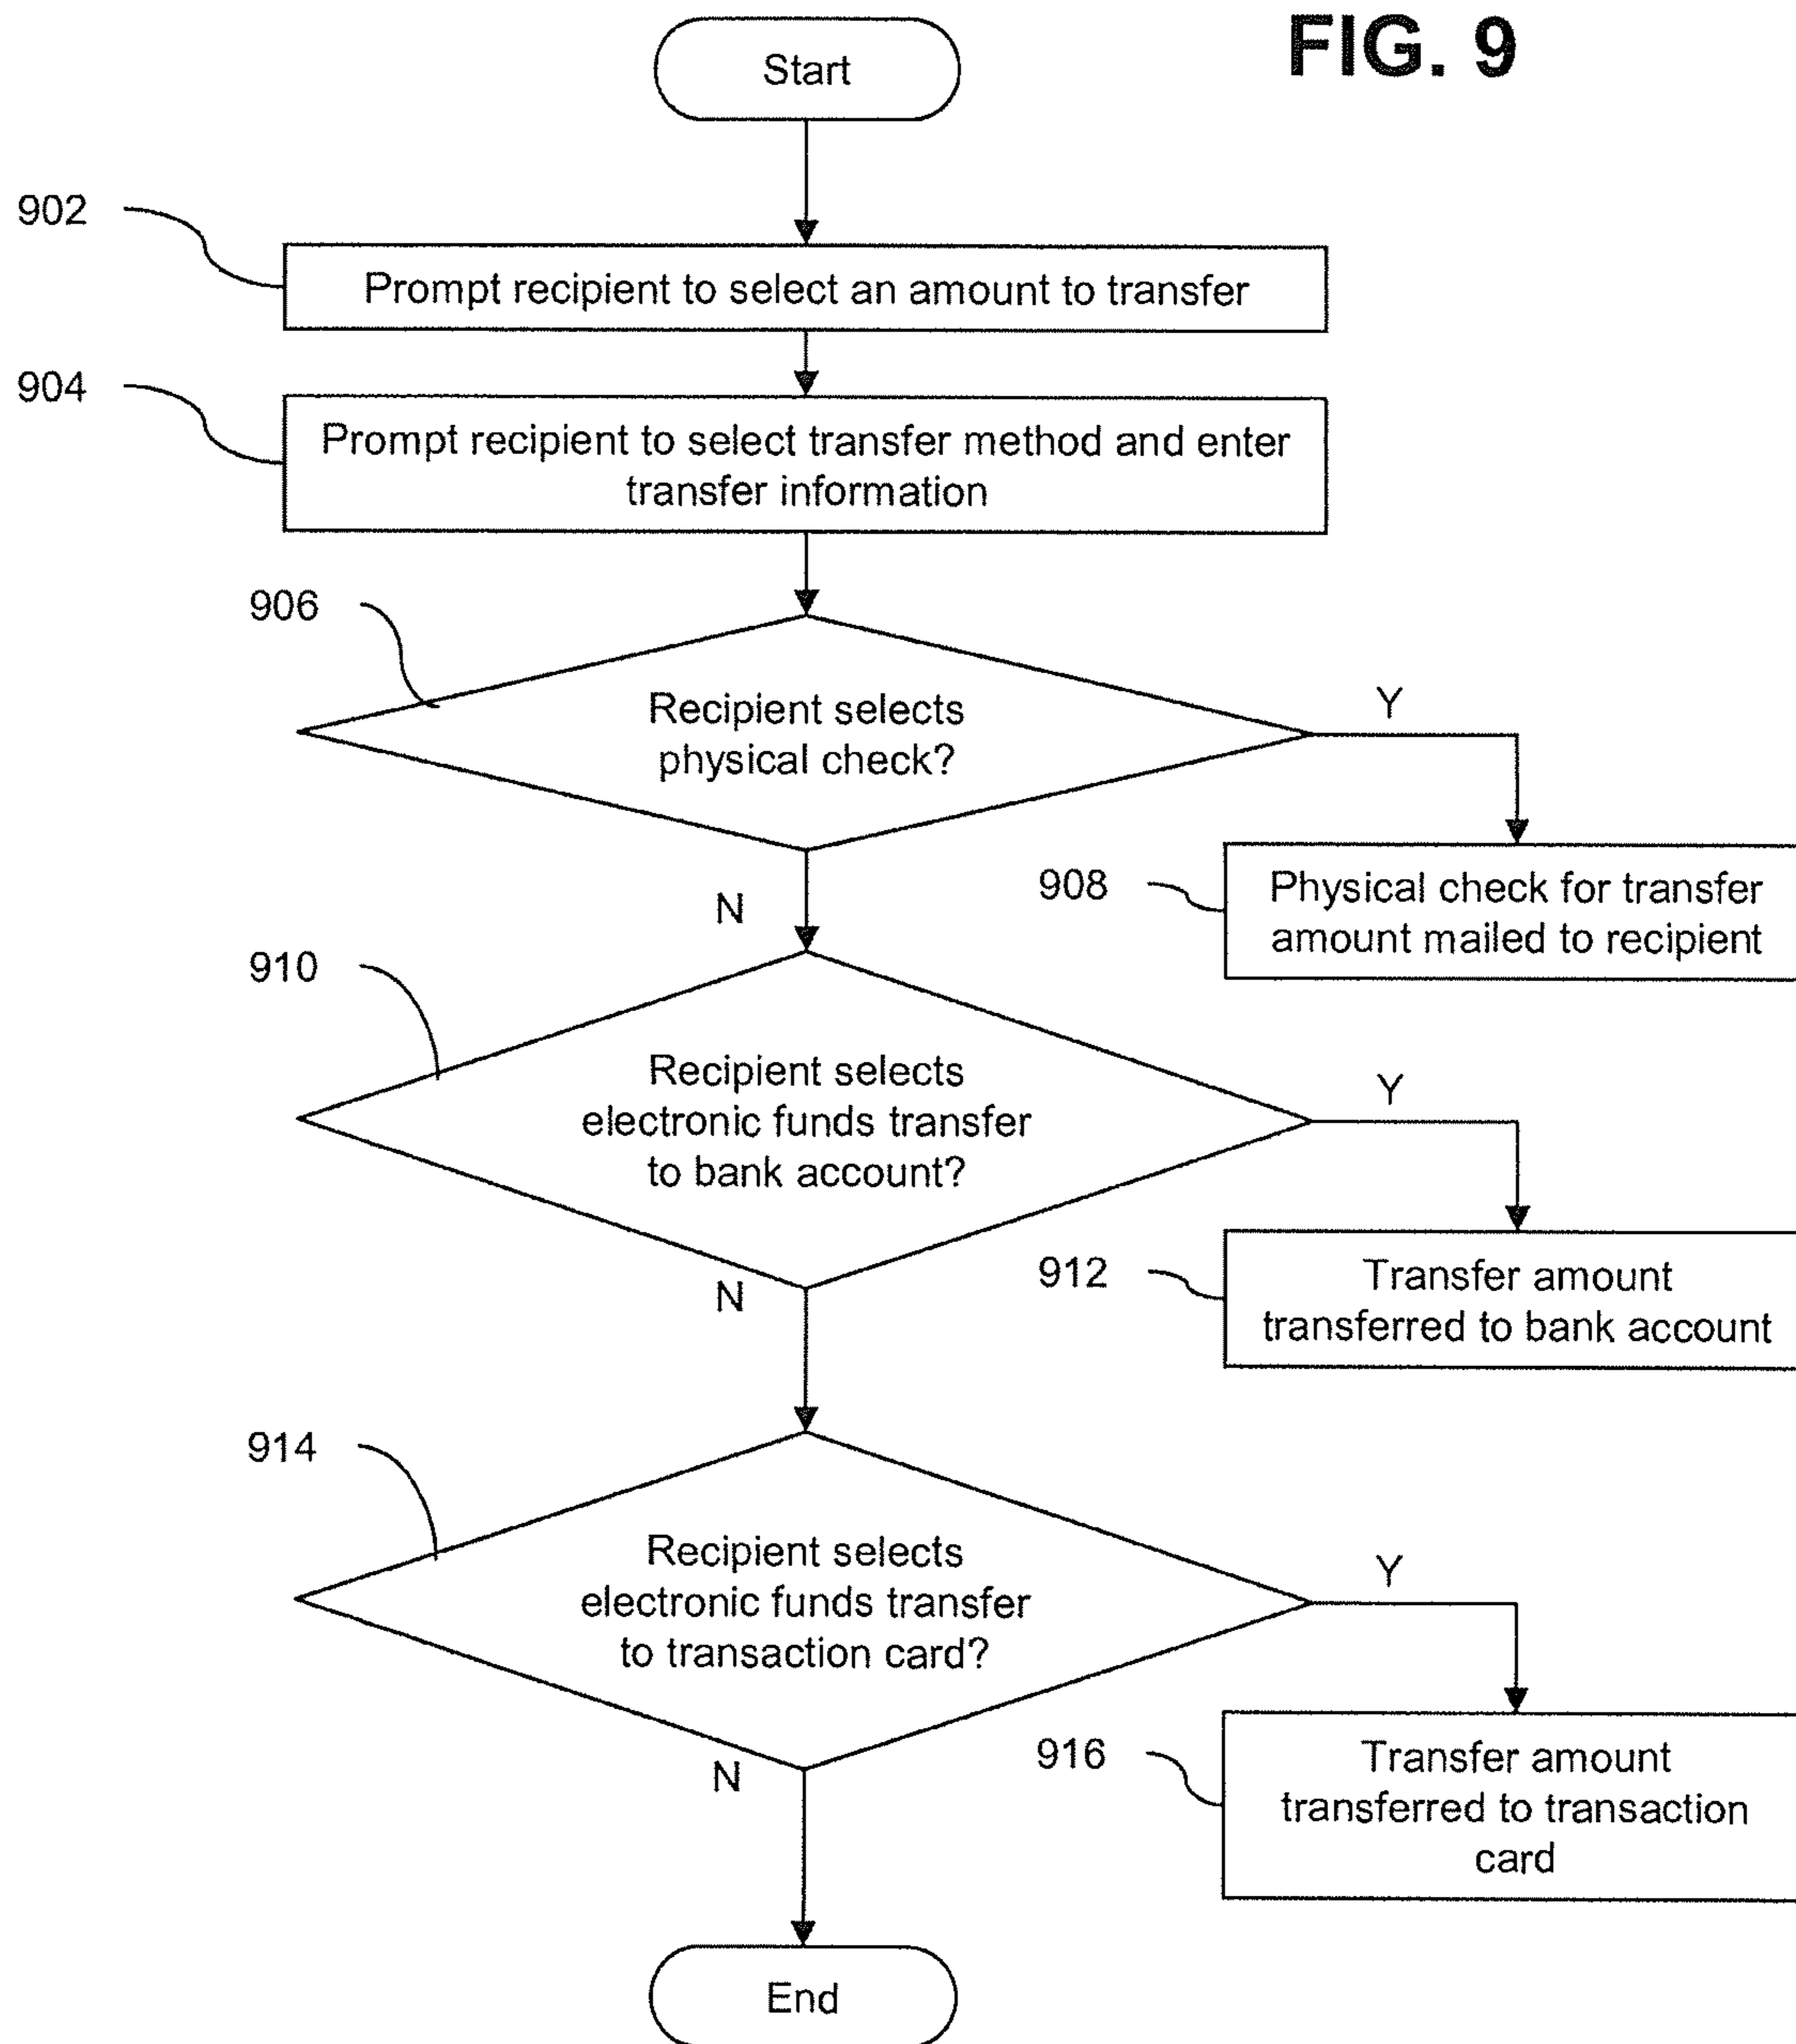 FIG. 9
Start
902
Prompt recipient to select an amount to transfer
904
Prompt recipient to select transfer method and enter
transfer information
906
Recipient selects
physical check?
Y
N
908
Physical check for transfer
amount mailed to recipient
910
Recipient selects
electronic funds transfer
to bank account?
Y
N
912
Transfer amount
transferred to bank account
914
Recipient selects
electronic funds transfer
to transaction card?
Y
N
916
Transfer amount
transferred to transaction
card
End